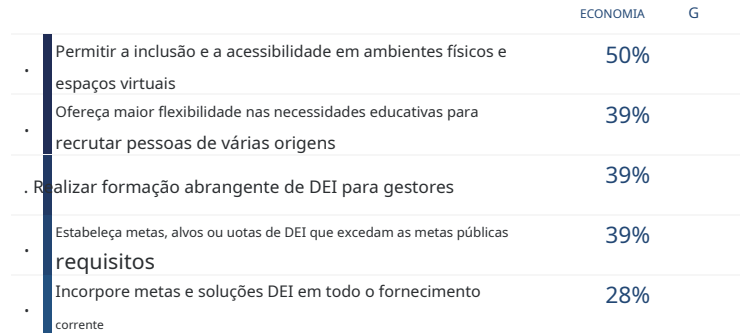 ECONOMIA G
Permitir a inclusão e a acessibilidade em ambientes físicos e
50%
. espaços virtuais
Ofereça maior flexibilidade nas necessidades educativas para
39%
. recrutar pessoas de várias origens
. Realizar formação abrangente de DEI para gestores
39%
Estabeleça metas, alvos ou uotas de DEI que excedam as metas públicas
39%
. requisitos
Incorpore metas e soluções DEI em todo o fornecimento
28%
. corrente